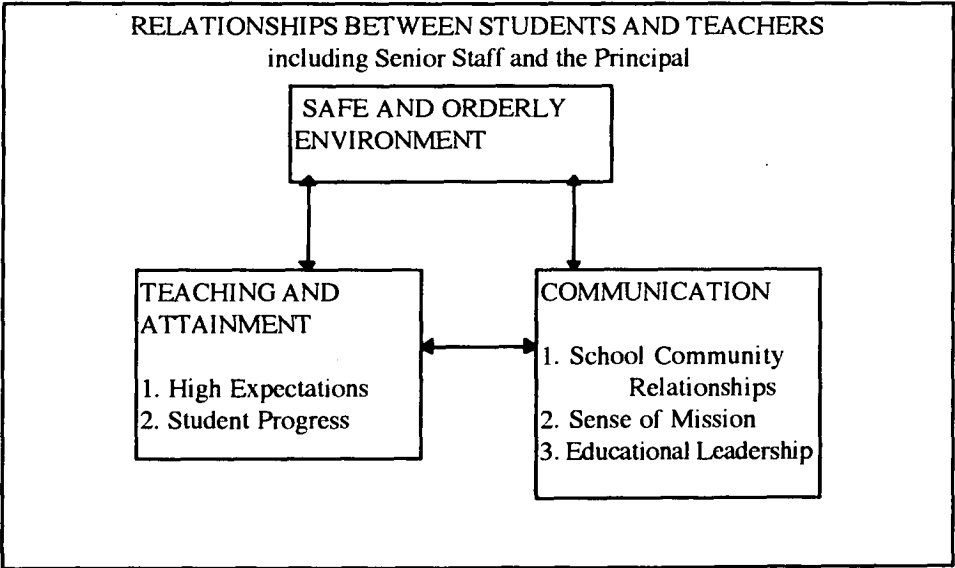 RELATIONSHIPS BETWEEN STUDENTS AND TEACHERS
including Senior Staff and the Principal
SAFE AND ORDERLY
ENVIRONMENT
TEACHING AND
ATTAINMENT
1. High Expectations
2. Student Progress
COMMUNICATION
1. School Community
Relationships
2. Sense of Mission
3. Educational Leadership